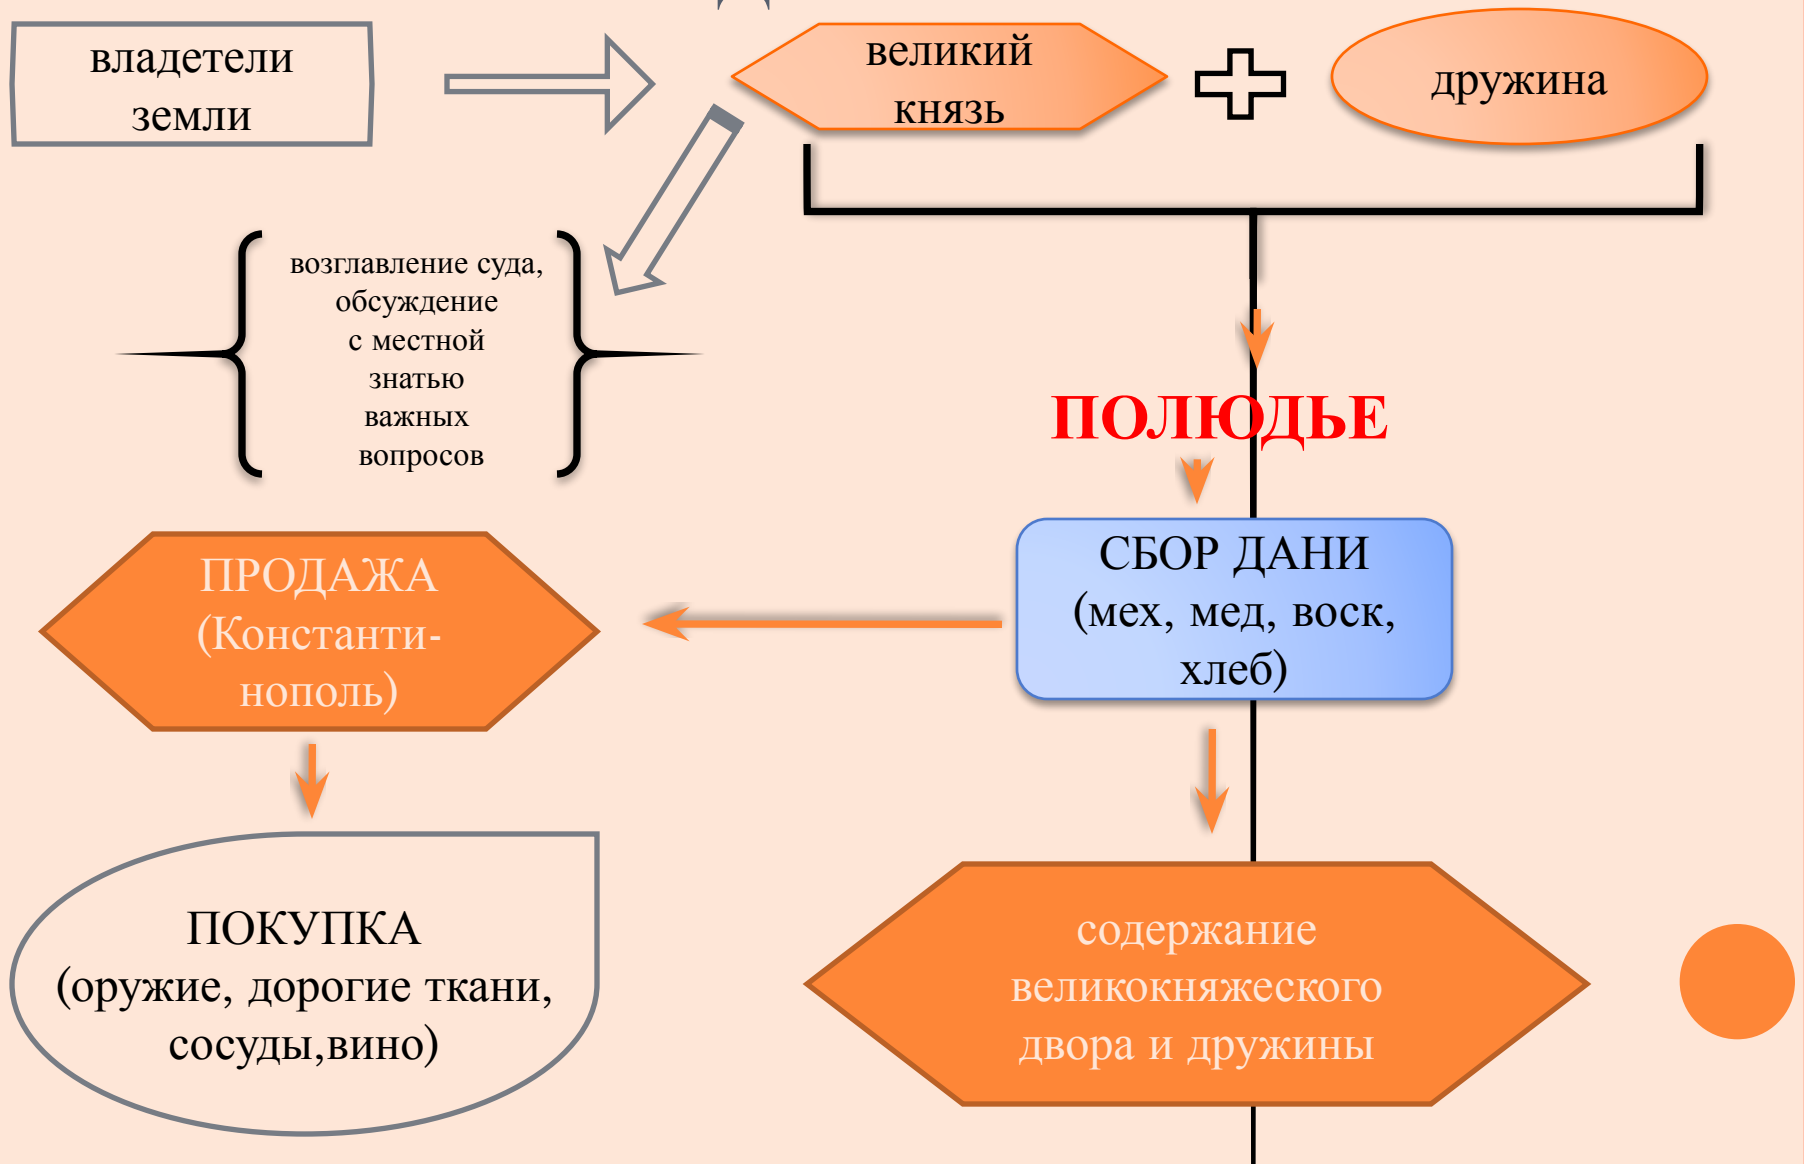 владетели
земли
великий
князь
дружина
возглавление суда,
обсуждение
с местной
знатью
важных
вопросов
ПОЛЮДЬЕ
СБОР ДАНИ
(мех, мед, воск,
хлеб)
ПРОДАЖА
(Константи-
нополь)
ПОКУПКА
(оружие, дорогие ткани,
сосуды,вино)
содержание
великокняжеского
двора и дружины